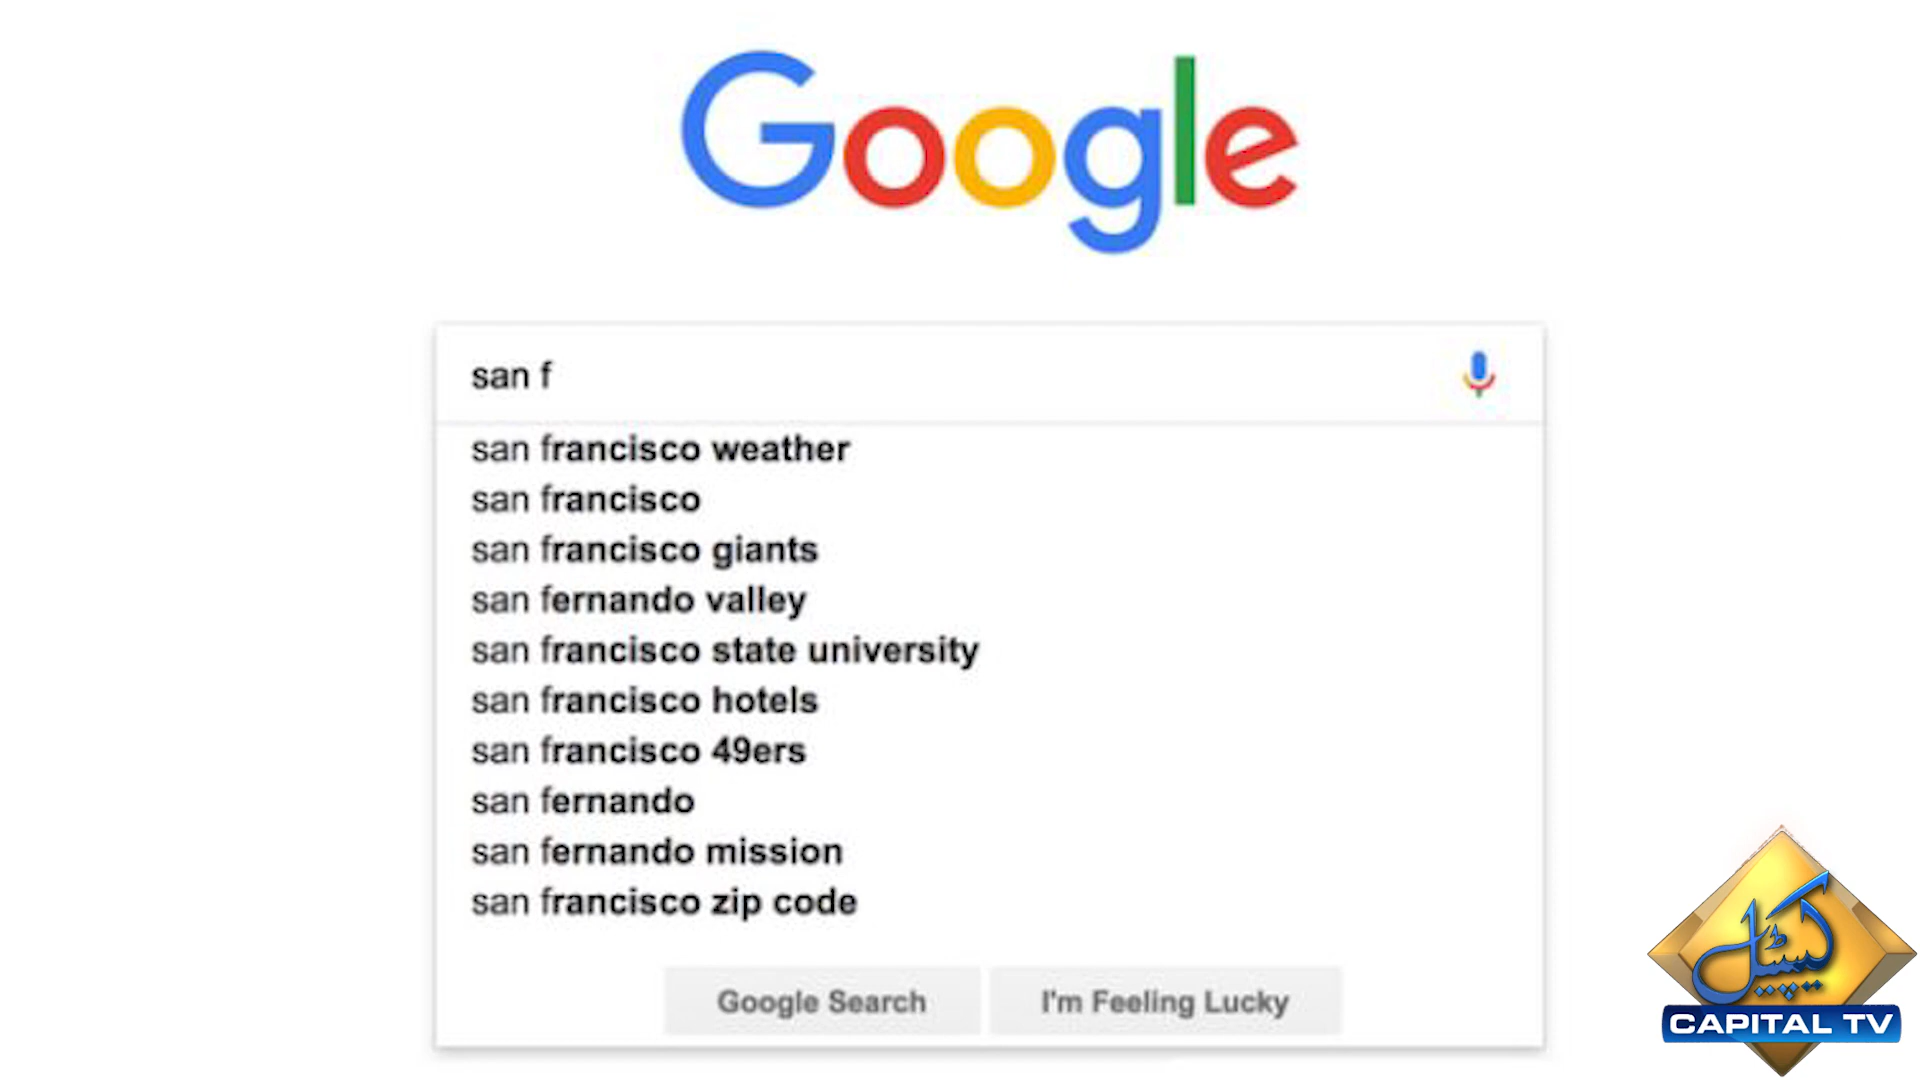 Google
san f
san francisco weather
san francisco
san francisco giants
san fernando valley
san francisco state university
san francisco hotels
san francisco 49ers
san fernando
san fernando mission
san francisco zip code
Google Search
I'm Feeling Lucky
کیپیٹل
CAPITAL TV